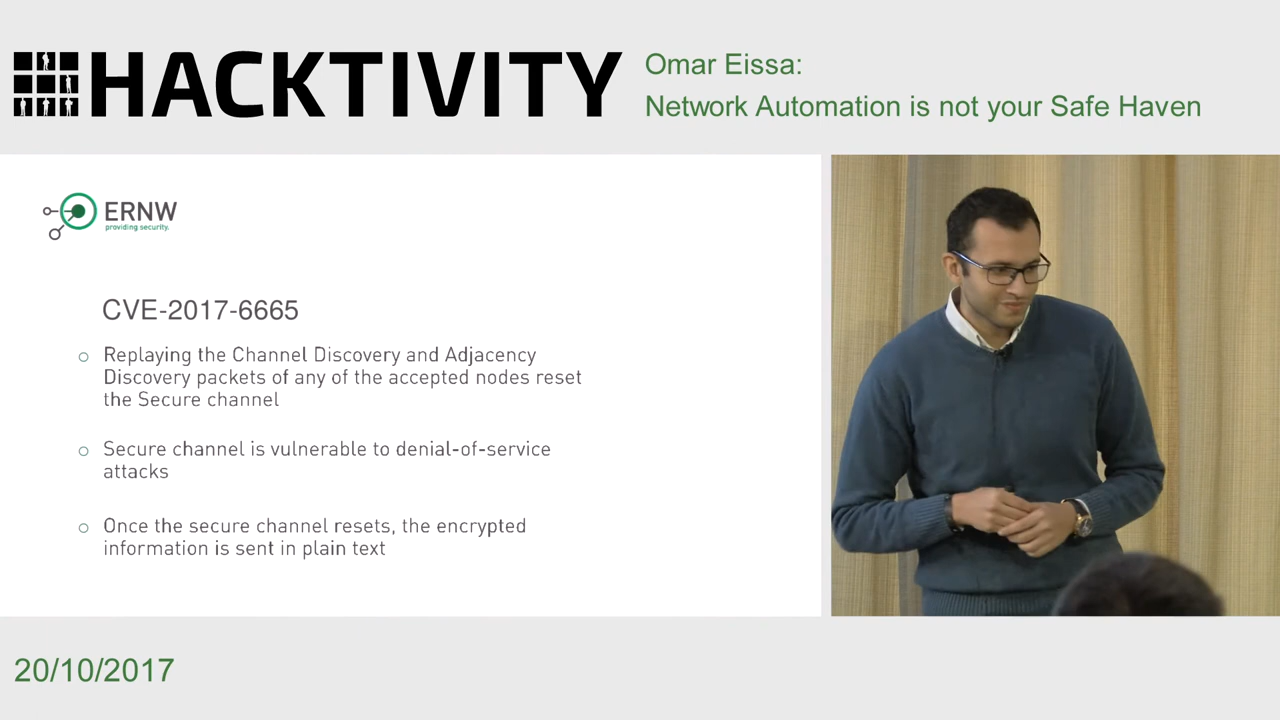 HACKTIVITY
Omar Eissa:
Network Automation is not your Safe Haven
ERNW
providing security.
CVE-2017-6665
Replaying the Channel Discovery and Adjacency
Discovery packets of any of the accepted nodes reset
the Secure channel
Secure channel is vulnerable to denial-of-service
attacks
Once the secure channel resets, the encrypted
information is sent in plain text
20/10/2017